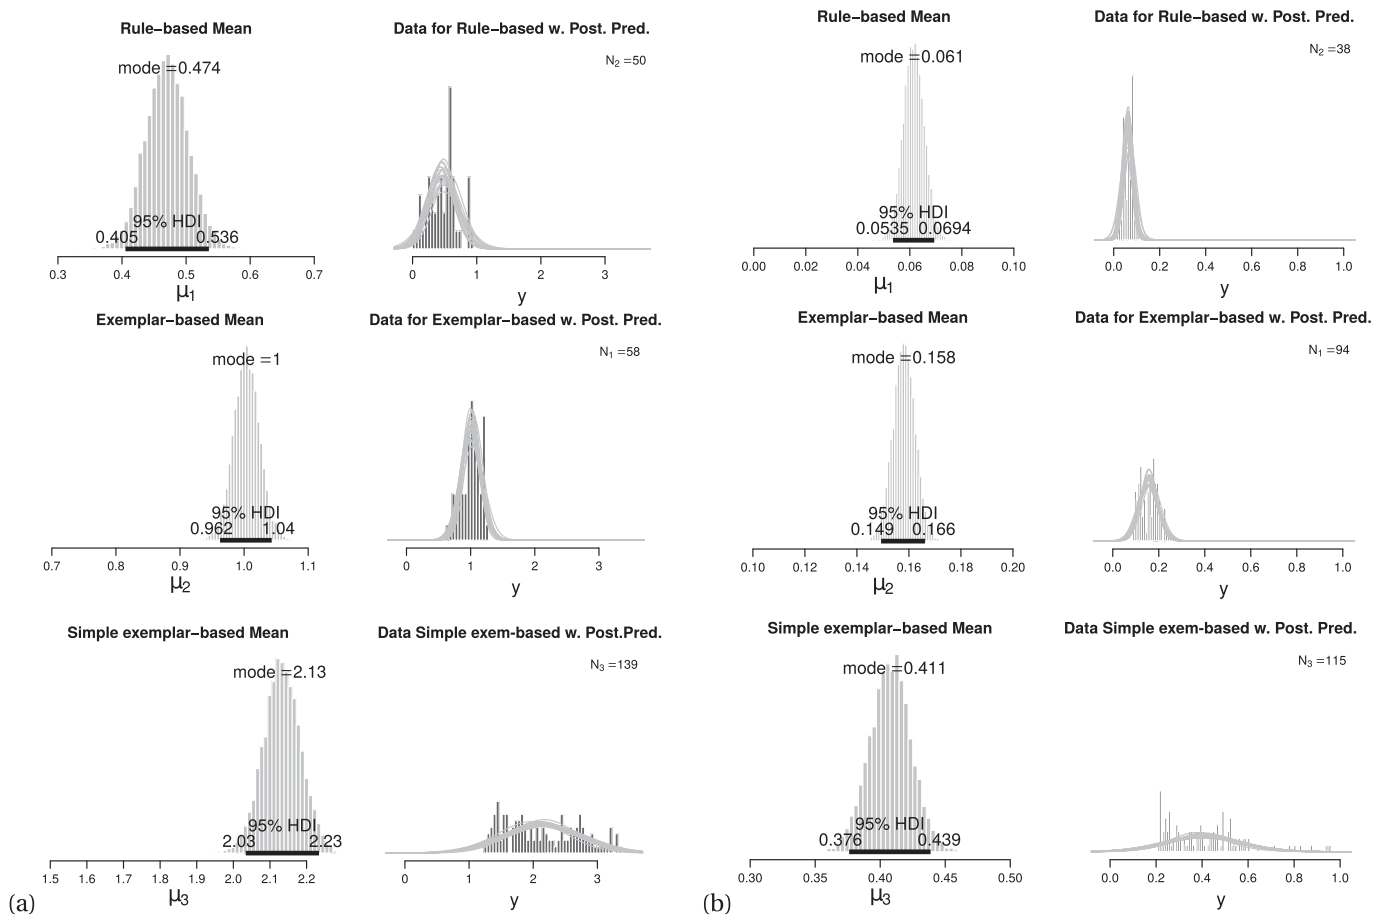 Rule−based Mean
mode =0.474
95% HDI
0.405 0.536
0.3 0.4 0.5 0.6 0.7
μ1
Data for Rule−based w. Post. Pred.
N2 =50
0 1 2 3
y
Exemplar−based Mean
mode =1
95% HDI
0.962 1.04
0.7 0.8 0.9 1.0 1.1
μ2
Data for Exemplar−based w. Post. Pred.
N1 =58
0 1 2 3
y
Simple exemplar−based Mean
mode =2.13
95% HDI
2.03 2.23
1.5 1.6 1.7 1.8 1.9 2.0 2.1 2.2
μ3
Data Simple exem-based w. Post.Pred.
N3 =139
0 1 2 3
y
(a)
Rule−based Mean
mode =0.061
95% HDI
0.0535 0.0694
0.00 0.02 0.04 0.06 0.08 0.10
μ1
Data for Rule−based w. Post. Pred.
N2 =38
0.0 0.2 0.4 0.6 0.8 1.0
y
Exemplar−based Mean
mode =0.158
95% HDI
0.149 0.166
0.10 0.12 0.14 0.16 0.18 0.20
μ2
Data for Exemplar−based w. Post. Pred.
N1 =94
0.0 0.2 0.4 0.6 0.8 1.0
y
Simple exemplar−based Mean
mode =0.411
95% HDI
0.376 0.439
0.30 0.35 0.40 0.45 0.50
μ3
Data Simple exem-based w. Post. Pred.
N3 =115
0.0 0.2 0.4 0.6 0.8 1.0
y
(b)